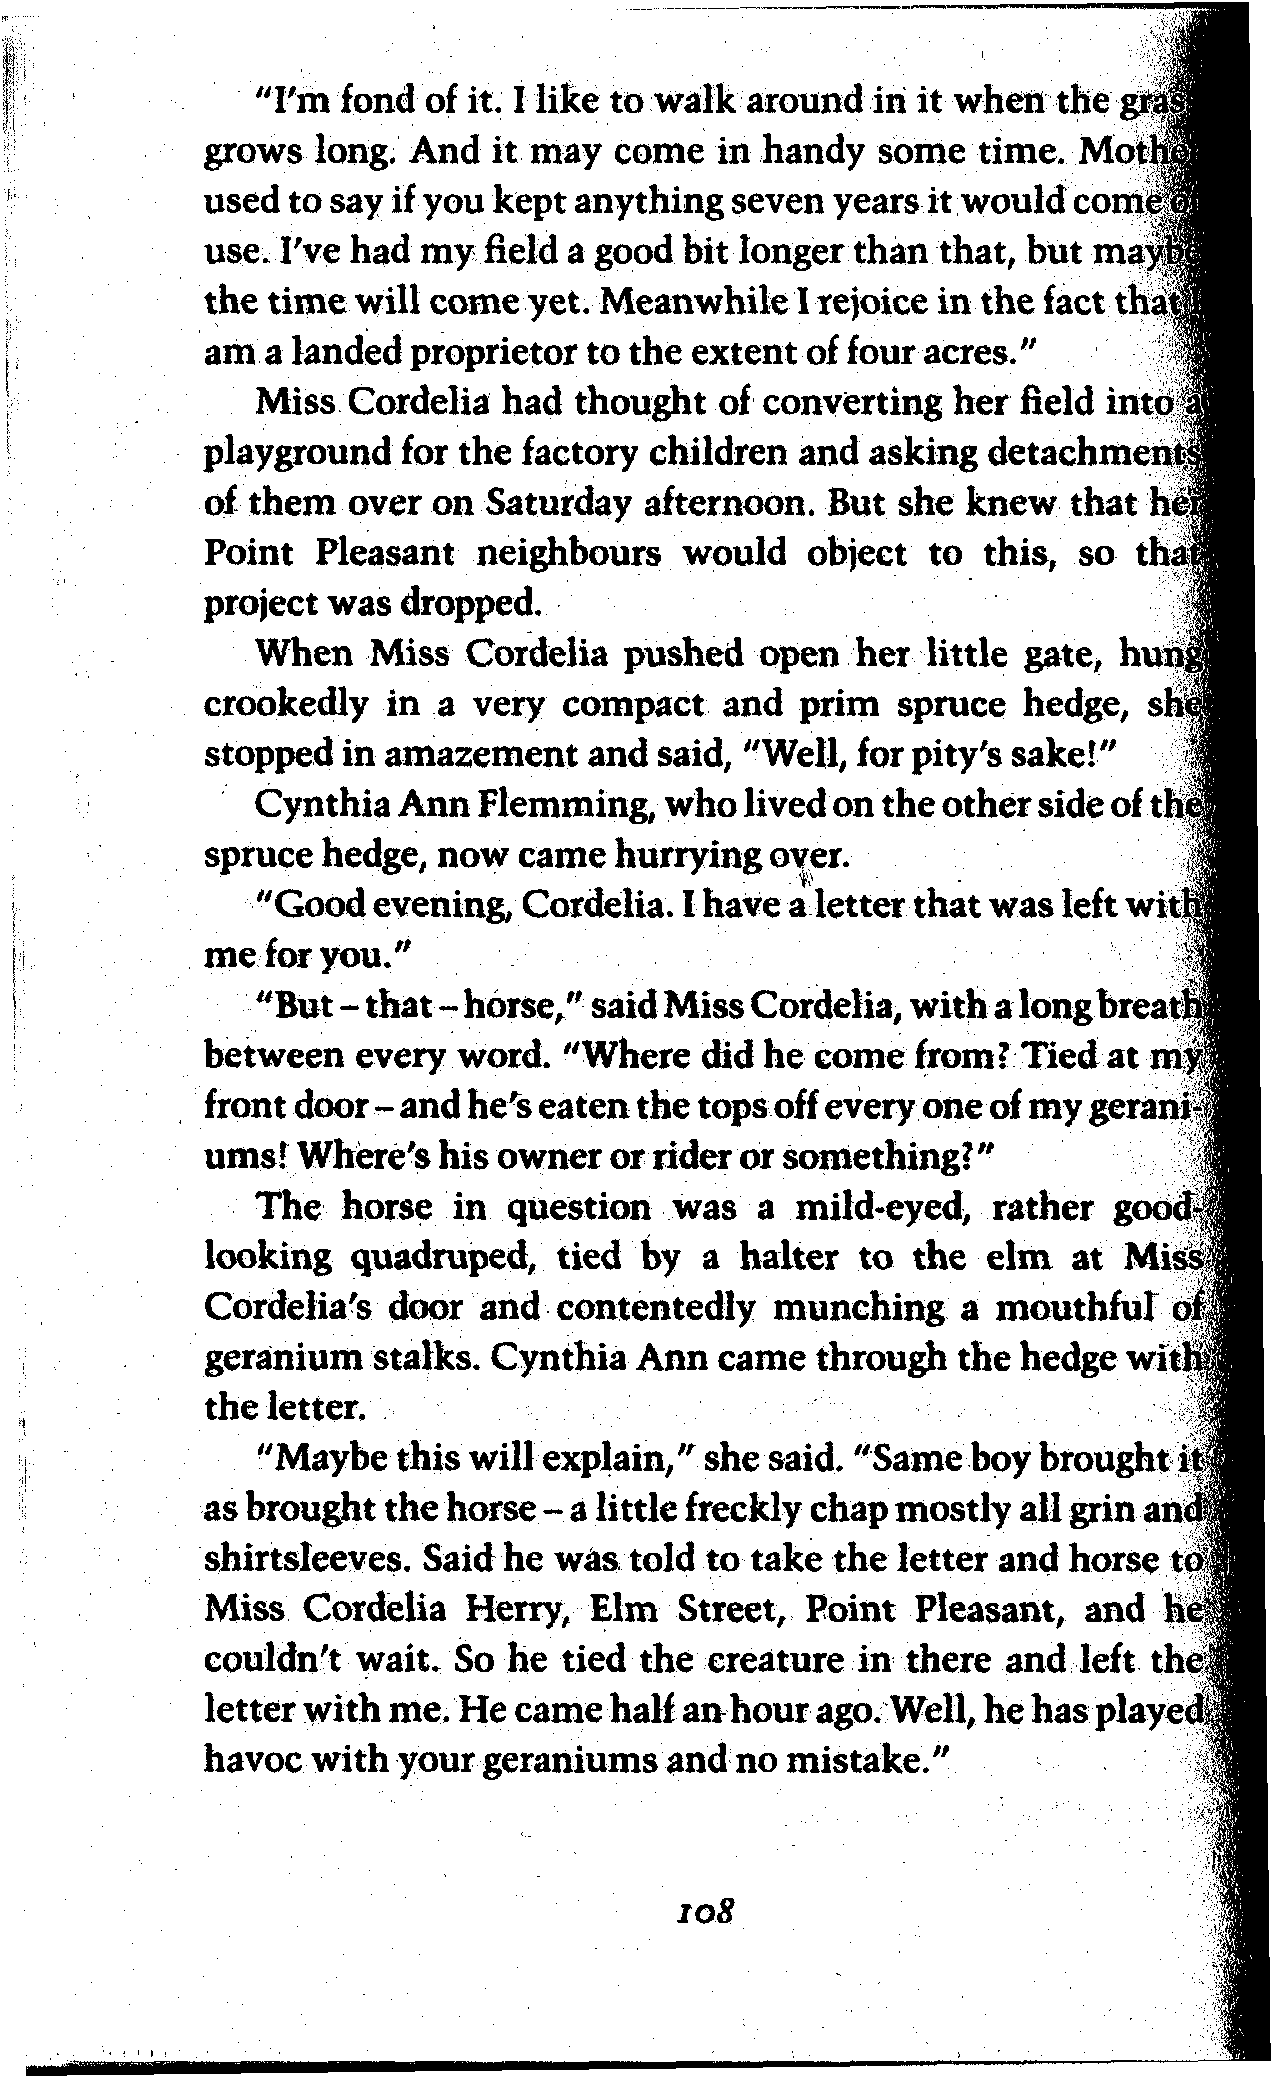 "I'm fond of it. I like to walk around in it when the gras
grows long. And it may come in handy some time. Mothe
used to say if you kept anything seven years it would come o
use. I've had my field a good bit longer than that, but maybe
the time will come yet. Meanwhile I rejoice in the fact that I
am a landed proprietor to the extent of four acres."
Miss Cordelia had thought of converting her field into a
playground for the factory children and asking detachments
of them over on Saturday afternoon. But she knew that her
Point Pleasant neighbours would object to this, so that
project was dropped.
When Miss Cordelia pushed open her little gate, hung
crookedly in a very compact and prim spruce hedge, she
stopped in amazement and said, "Well, for pity's sake!"
Cynthia Ann Flemming, who lived on the other side of the
spruce hedge, now came hurrying over.
"Good evening, Cordelia. I have a letter that was left with
me for you."
"But – that – horse," said Miss Cordelia, with a long breath
between every word. "Where did he come from? Tied at my
front door – and he's eaten the tops off every one of my gerani-
ums! Where's his owner or rider or something?"
The horse in question was a mild-eyed, rather good-
looking quadruped, tied by a halter to the elm at Miss
Cordelia's door and contentedly munching a mouthful of
geranium stalks. Cynthia Ann came through the hedge with
the letter.
"Maybe this will explain," she said. "Same boy brought it
as brought the horse – a little freckly chap mostly all grin and
shirtsleeves. Said he was told to take the letter and horse to
Miss Cordelia Herry, Elm Street, Point Pleasant, and he
couldn't wait. So he tied the creature in there and left the
letter with me. He came half an hour ago. Well, he has played
havoc with your geraniums and no mistake."
108